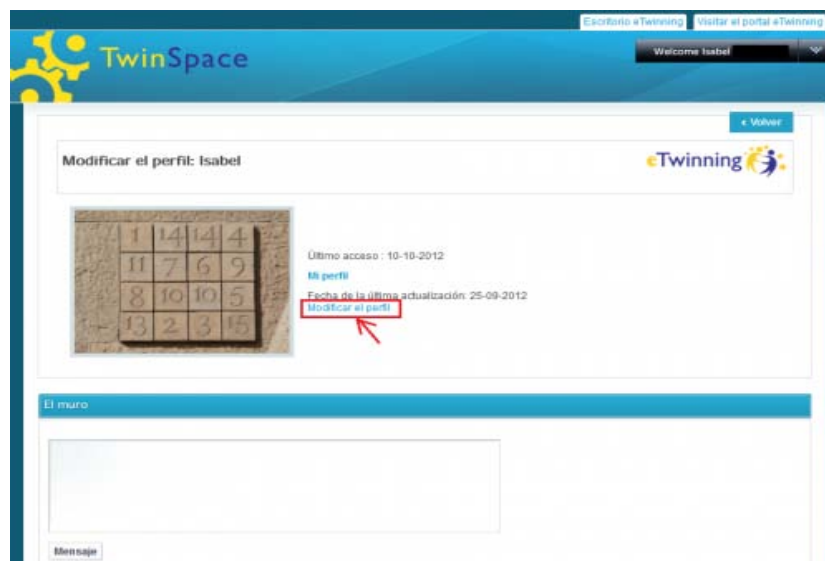 Escritorio eTwinning Visitar el portal eTwinning
TwinSpace
Welcome Isabel
< Volver
Modificar el perfil: Isabel
eTwinning
1 14 14 4
11 7 6 9
8 10 10 5
13 2 3 15
Último acceso : 10-10-2012
Mi perfil
Fecha de la última actualización: 25-09-2012
Modificar el perfil
El muro
Mensaje